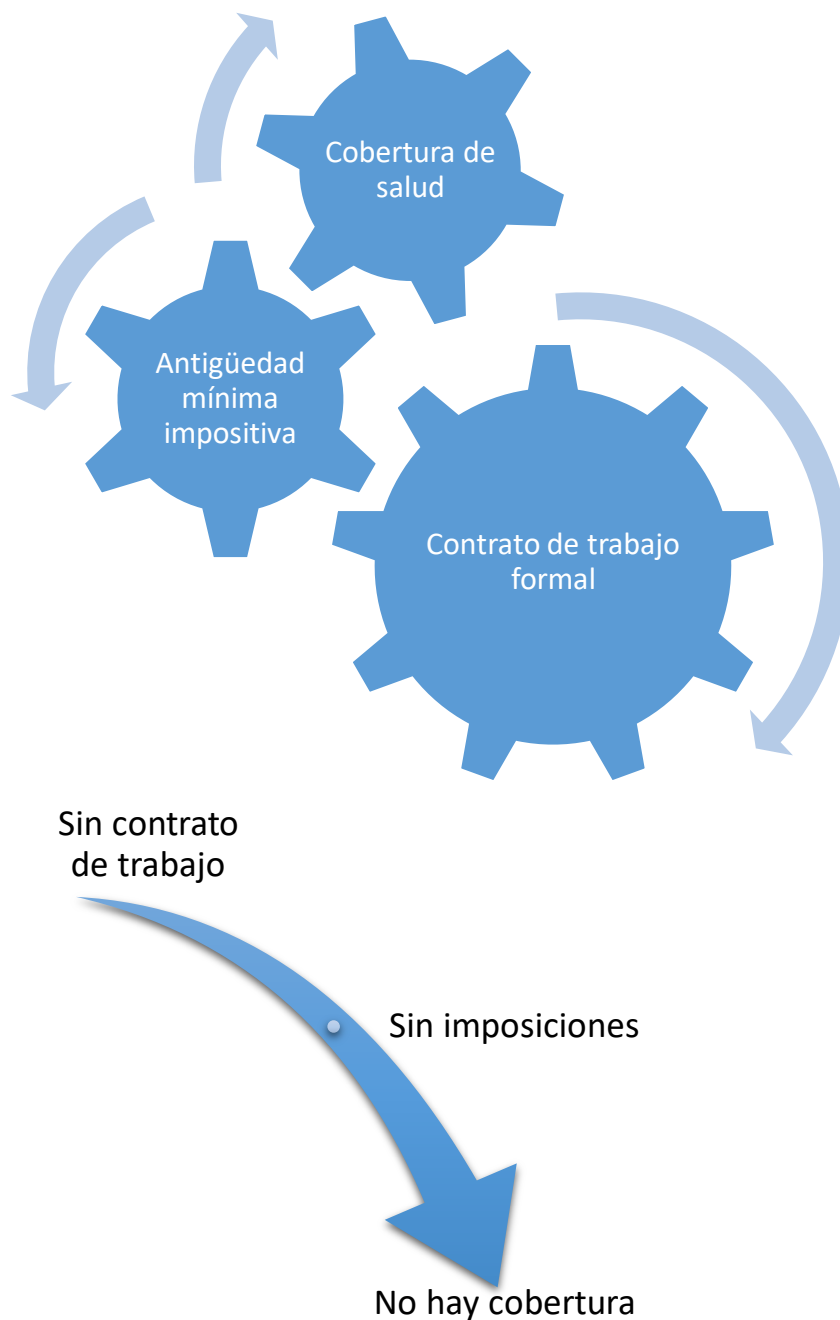 Cobertura de
salud
Antigüedad
mínima
impositiva
Contrato de trabajo
formal
Sin contrato
de trabajo
Sin imposiciones
No hay cobertura